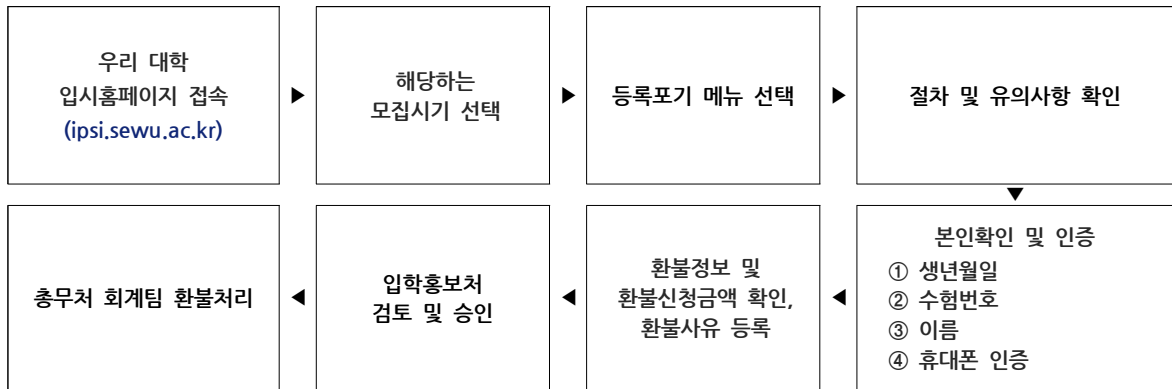 우리 대학
입시홈페이지 접속
(ipsi.sewu.ac.kr)
▶
해당하는
모집시기 선택
▶
등록포기 메뉴 선택
▶
절차 및 유의사항 확인
▼
본인확인 및 인증
① 생년월일
② 수험번호
③ 이름
④ 휴대폰 인증
◀
환불정보 및
환불신청금액 확인,
환불사유 등록
◀
입학홍보처
검토 및 승인
◀
총무처 회계팀 환불처리